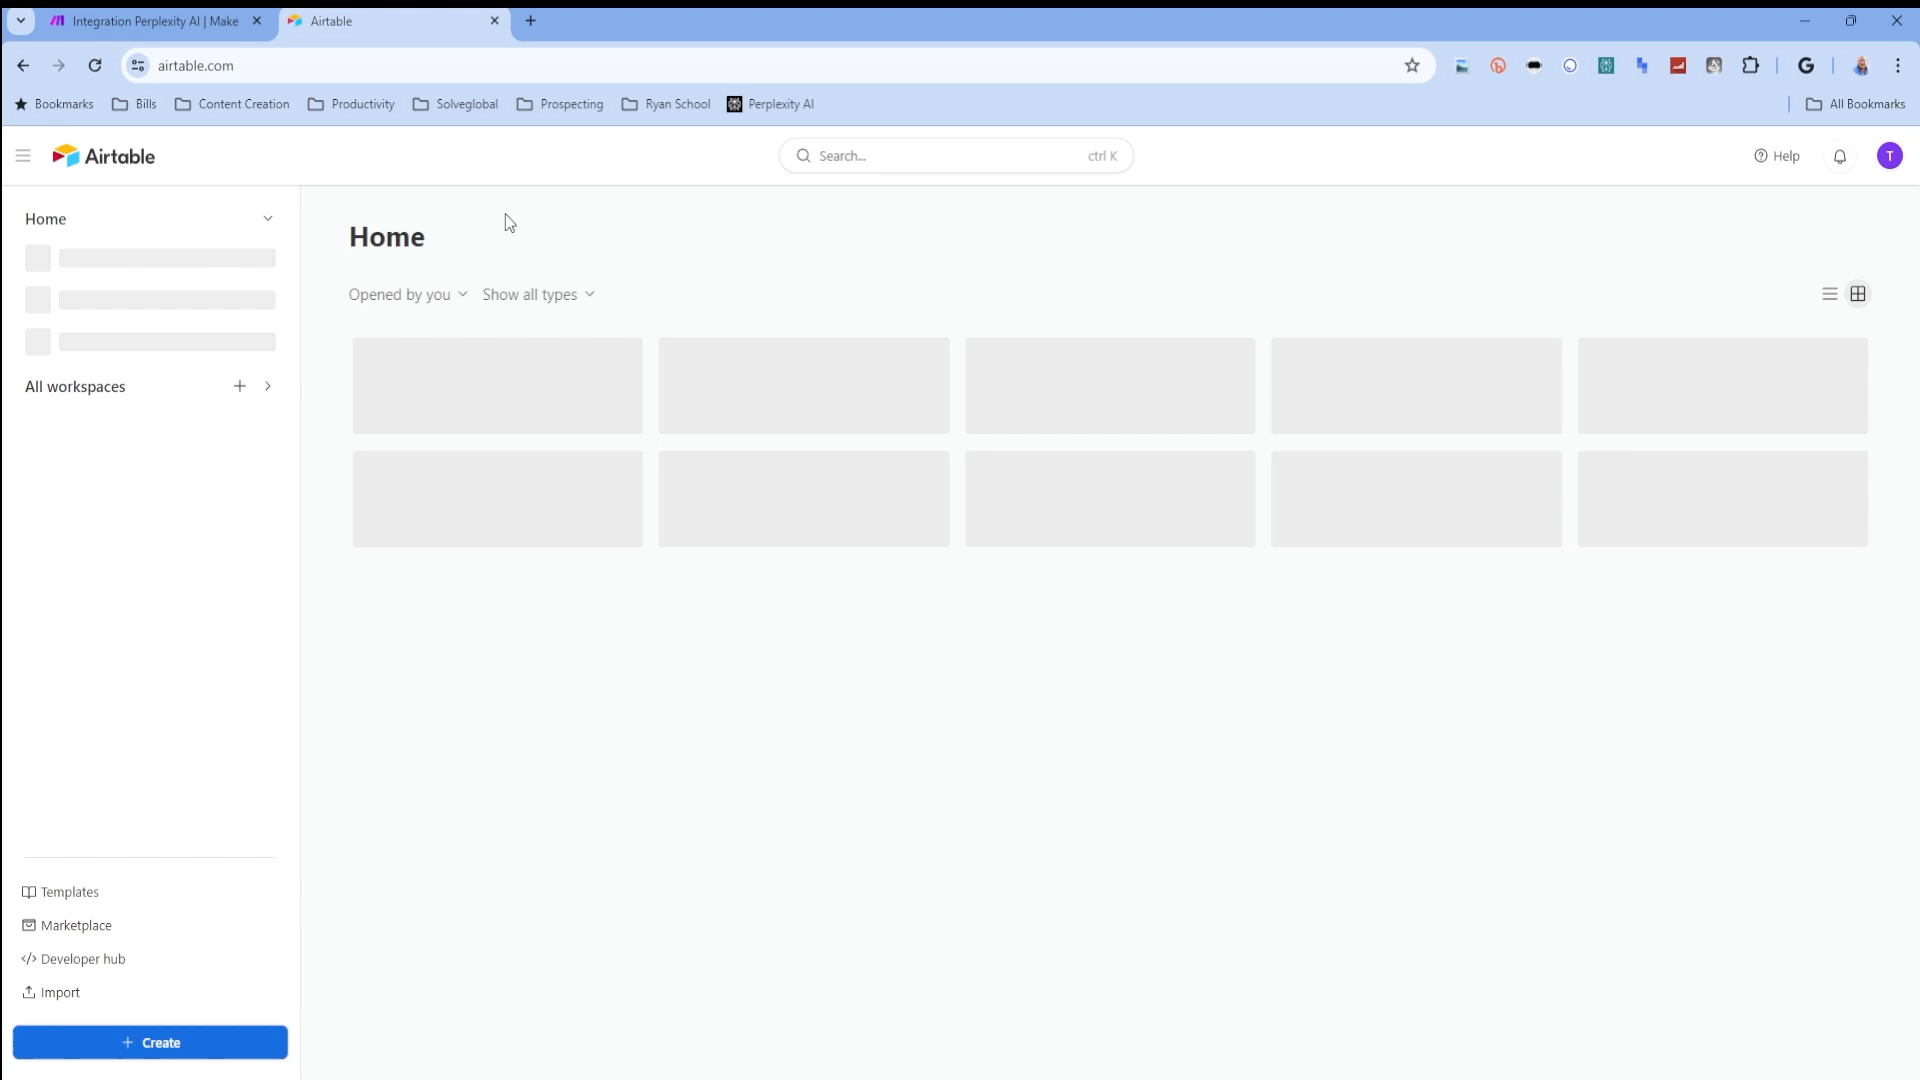 Integration Perplexity AI | Make
Airtable
airtable.com
Bookmarks
Bills
Content Creation
Productivity
Solveglobal
Prospecting
Ryan School
Perplexity AI
All Bookmarks
Airtable
Search...
ctrl K
Help
T
Home
Home
Opened by you
Show all types
All workspaces
Templates
Marketplace
Developer hub
Import
+ Create